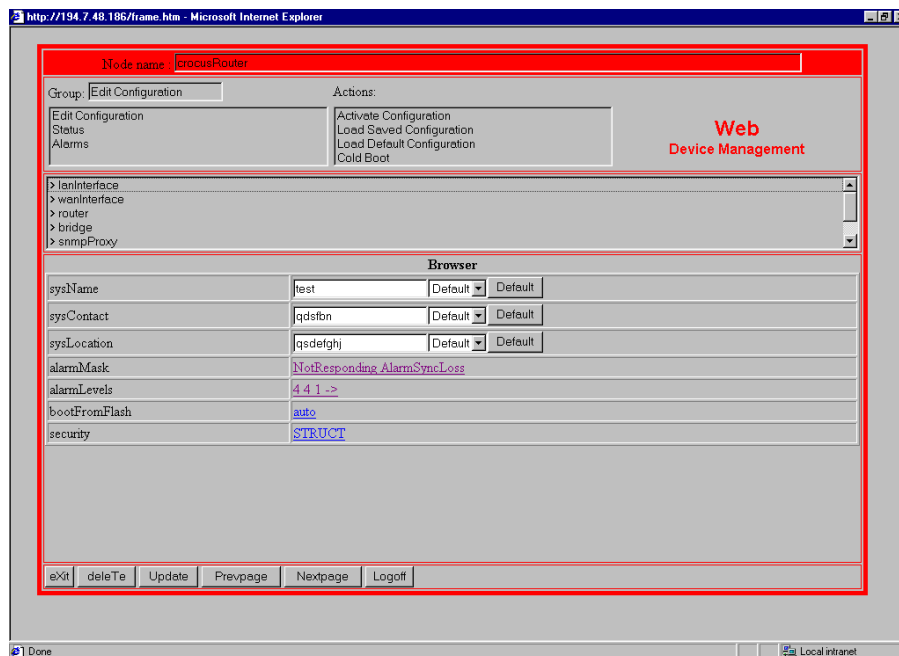 http://194.7.48.186/frame.htm - Microsoft Internet Explorer
Node name : crocusRouter
Group: Edit Configuration
Actions:
Edit Configuration
Status
Alarms
Activate Configuration
Load Saved Configuration
Load Default Configuration
Cold Boot
Web
Device Management
> lanInterface
> wanInterface
> router
> bridge
> snmpProxy
Browser
sysName test Default Default
sysContact qdsfbn Default Default
sysLocation qsdefghj Default Default
alarmMask NotResponding AlarmSyncLoss
alarmLevels 4 4 1 ->
bootFromFlash auto
security STRUCT
eXit deleTe Update Prevpage Nextpage Logoff
Done Local intranet